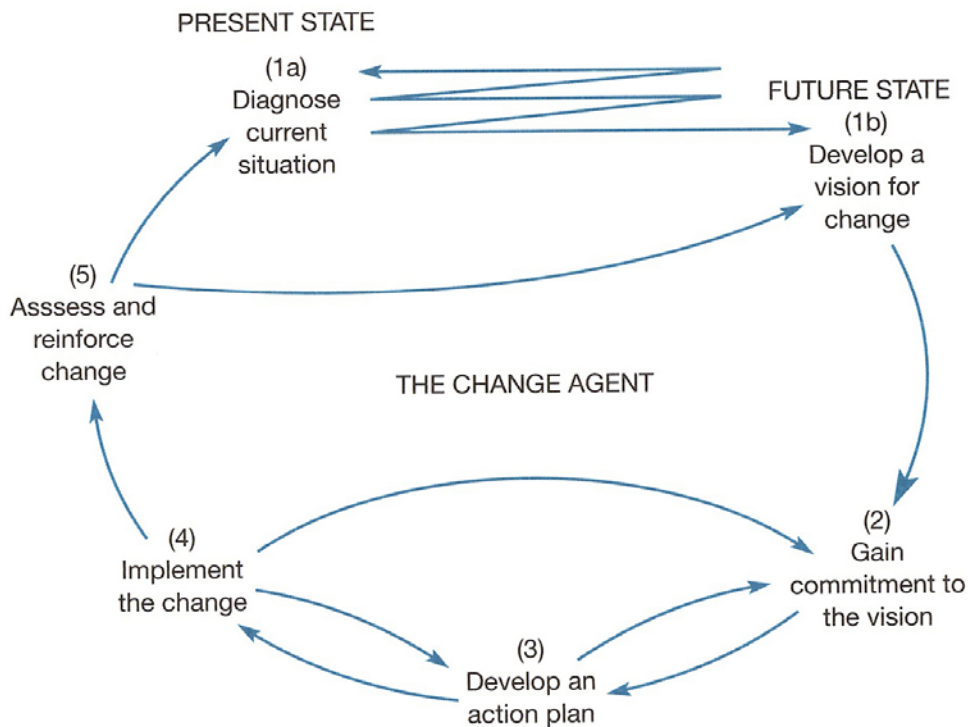 PRESENT STATE
(1a)
Diagnose
current
situation
FUTURE STATE
(1b)
Develop a
vision for
change
(5)
Asssess and
reinforce
change
THE CHANGE AGENT
(2)
Gain
commitment to
the vision
(4)
Implement
the change
(3)
Develop an
action plan